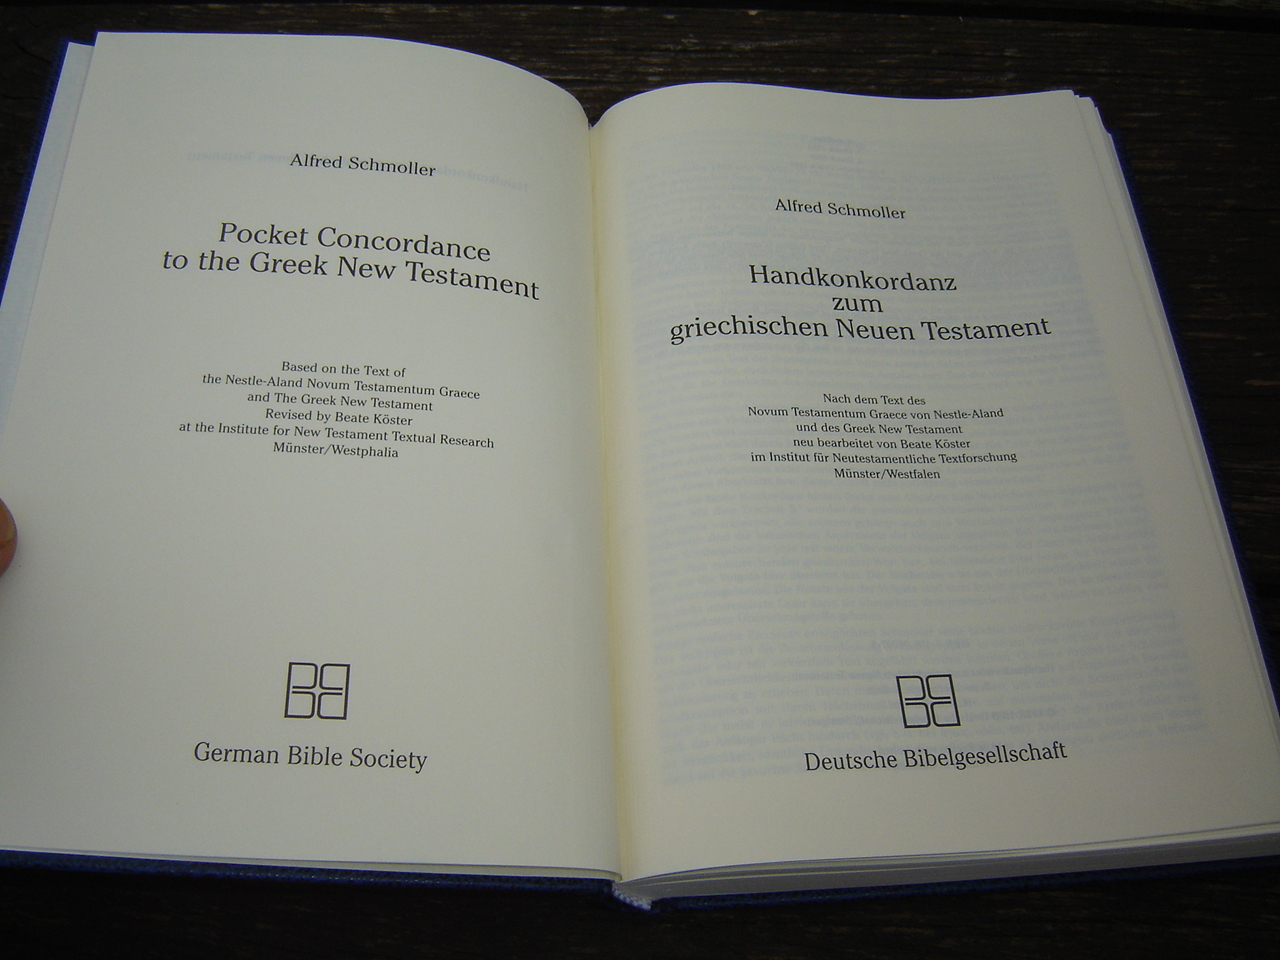 Alfred Schmoller
Pocket Concordance
to the Greek New Testament
Based on the Text of
the Nestle-Aland Novum Testamentum Graece
and The Greek New Testament
Revised by Beate Köster
at the Institute for New Testament Textual Research
Münster/Westphalia
German Bible Society
Alfred Schmoller
Handkonkordanz
zum
griechischen Neuen Testament
Nach dem Text des
Novum Testamentum Graece von Nestle-Aland
und des Greek New Testament
neu bearbeitet von Beate Köster
im Institut für Neutestamentliche Textforschung
Münster/Westfalen
Deutsche Bibelgesellschaft